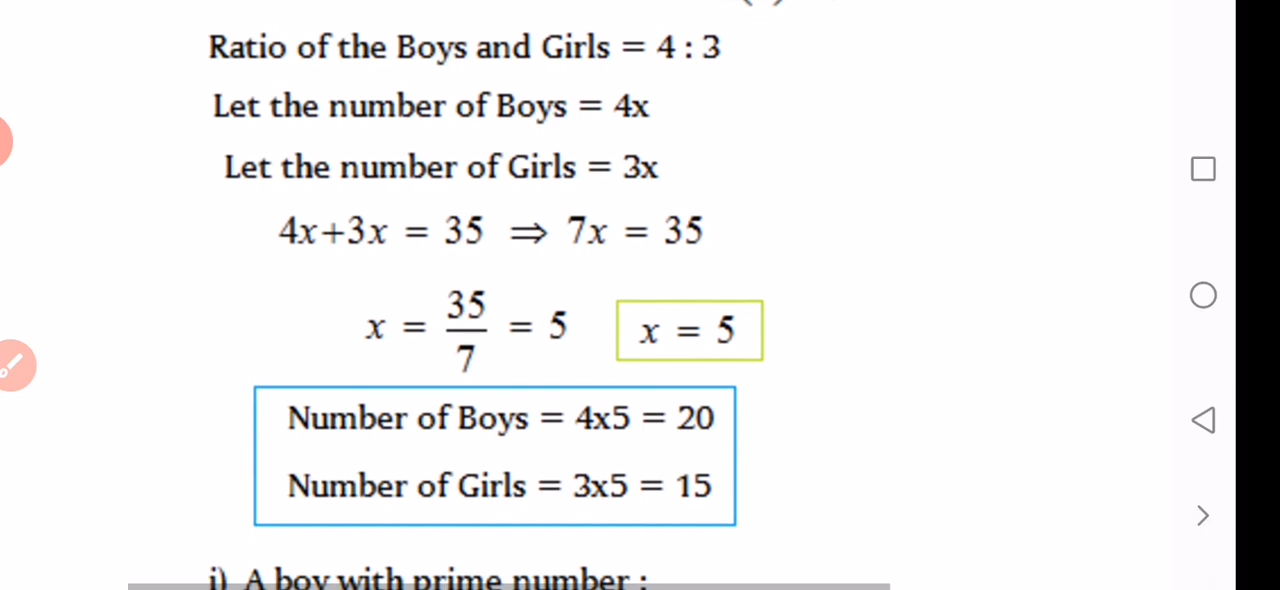 Ratio of the Boys and Girls = 4 : 3
Let the number of Boys = 4x
Let the number of Girls = 3x
4x+3x = 35 ⇒ 7x = 35
x = 35/7 = 5 x = 5
Number of Boys = 4x5 = 20
Number of Girls = 3x5 = 15
i) A boy with prime number :